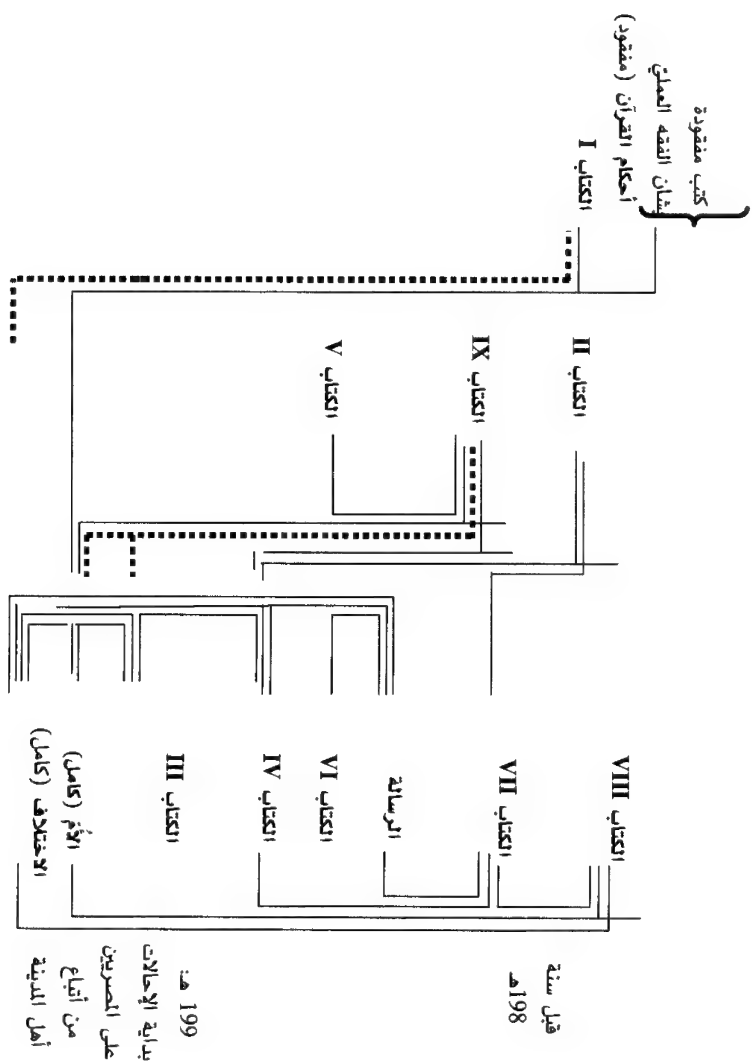 قبل سنة
198هـ
199 هـ:
بداية الإحالات
على المصريين
من أتباع
أهل المدينة
الكتاب VIII
الكتاب VII
الرسالة
الكتاب VI
الكتاب IV
الكتاب III
الأم (كامل)
الاختلاف (كامل)
الكتاب II
الكتاب IX
الكتاب V
كتب مفقودة
بشأن الفقه العملي
أحكام القرآن (مفقود)
الكتاب I